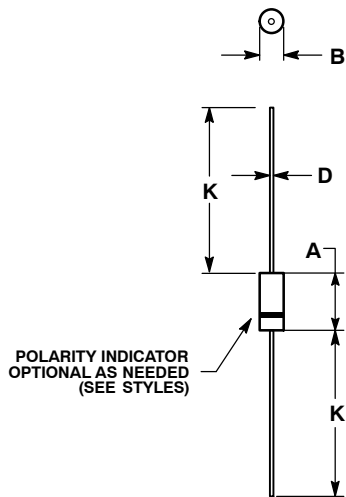 B
K
D
A
POLARITY INDICATOR
OPTIONAL AS NEEDED
(SEE STYLES)
K